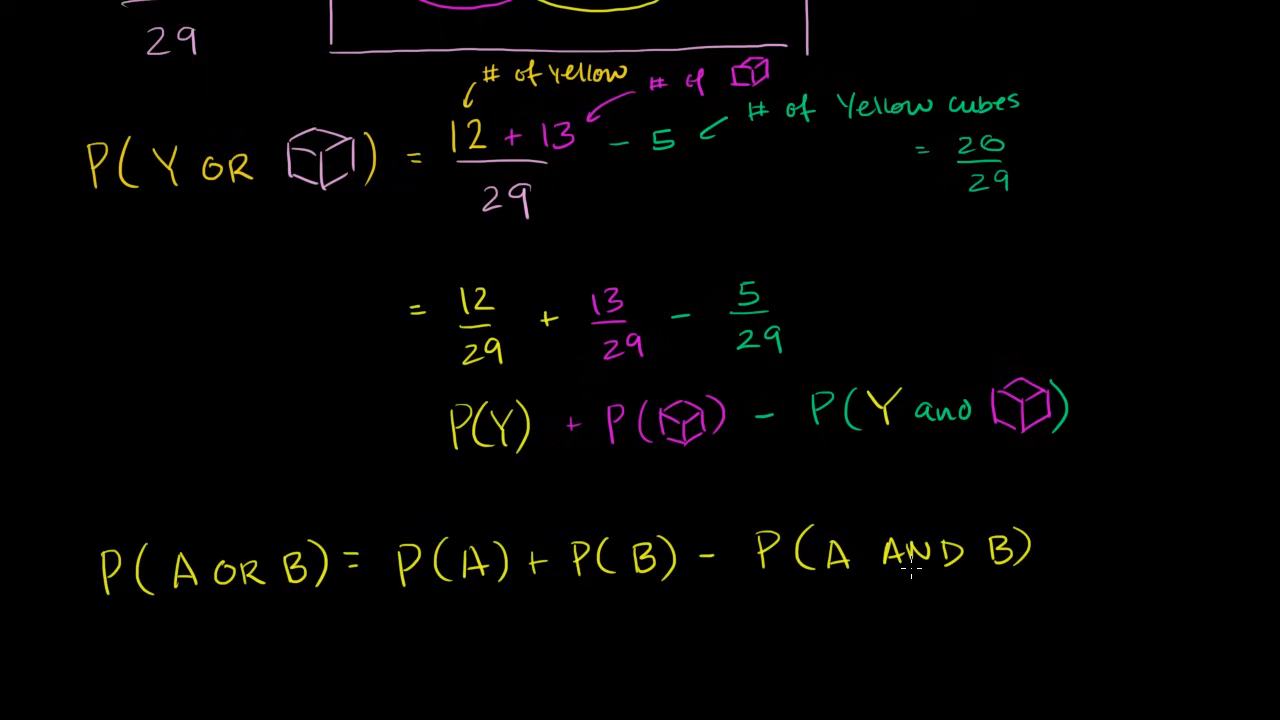 29
# of Yellow
# of
# of Yellow cubes
P(Y OR ) = 12 + 13 - 5 = 20
29 29
= 12 + 13 - 5
29 29 29
P(Y) + P( ) - P(Y and )
P(A OR B) = P(A) + P(B) - P(A AND B)